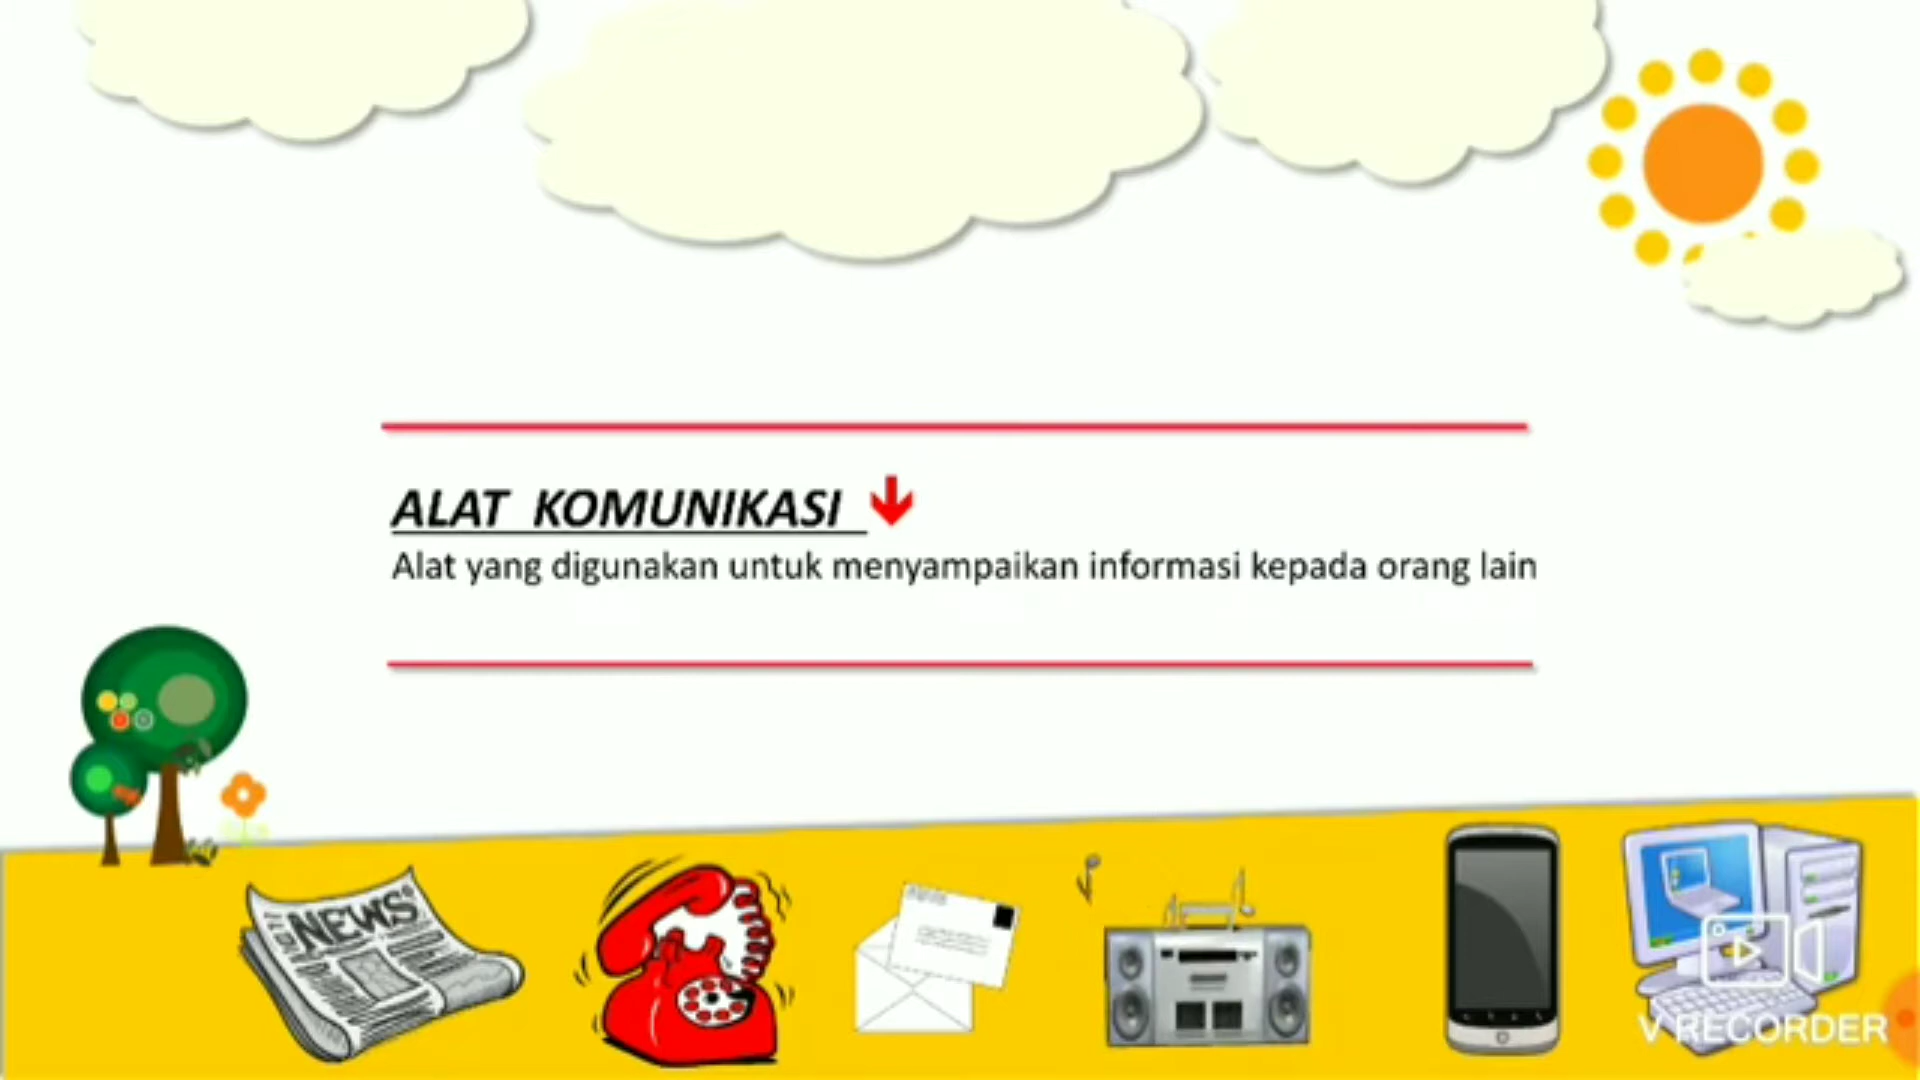 ALAT KOMUNIKASI
Alat yang digunakan untuk menyampaikan informasi kepada orang lain
NEWS
V RECORDER